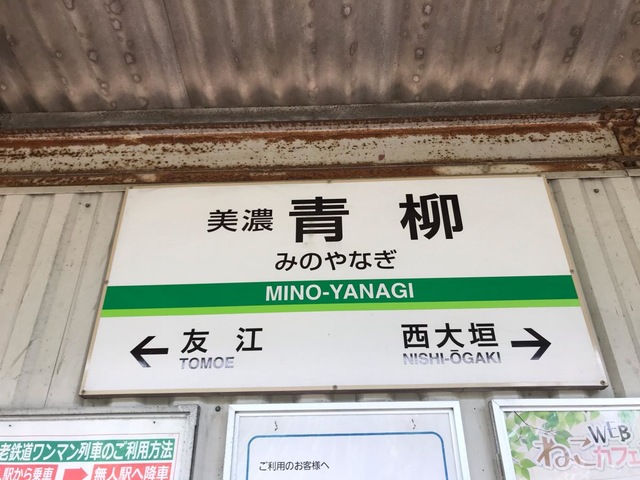 美濃 青柳
みのやなぎ
MINO-YANAGI
← 友江 西大垣 →
TOMOE NISHI-ŌGAKI
老鉄道ワンマン列車のご利用方法
駅から乗車 → 無人駅へ降車
ご利用のお客様へ
WEB
ねこカフェ